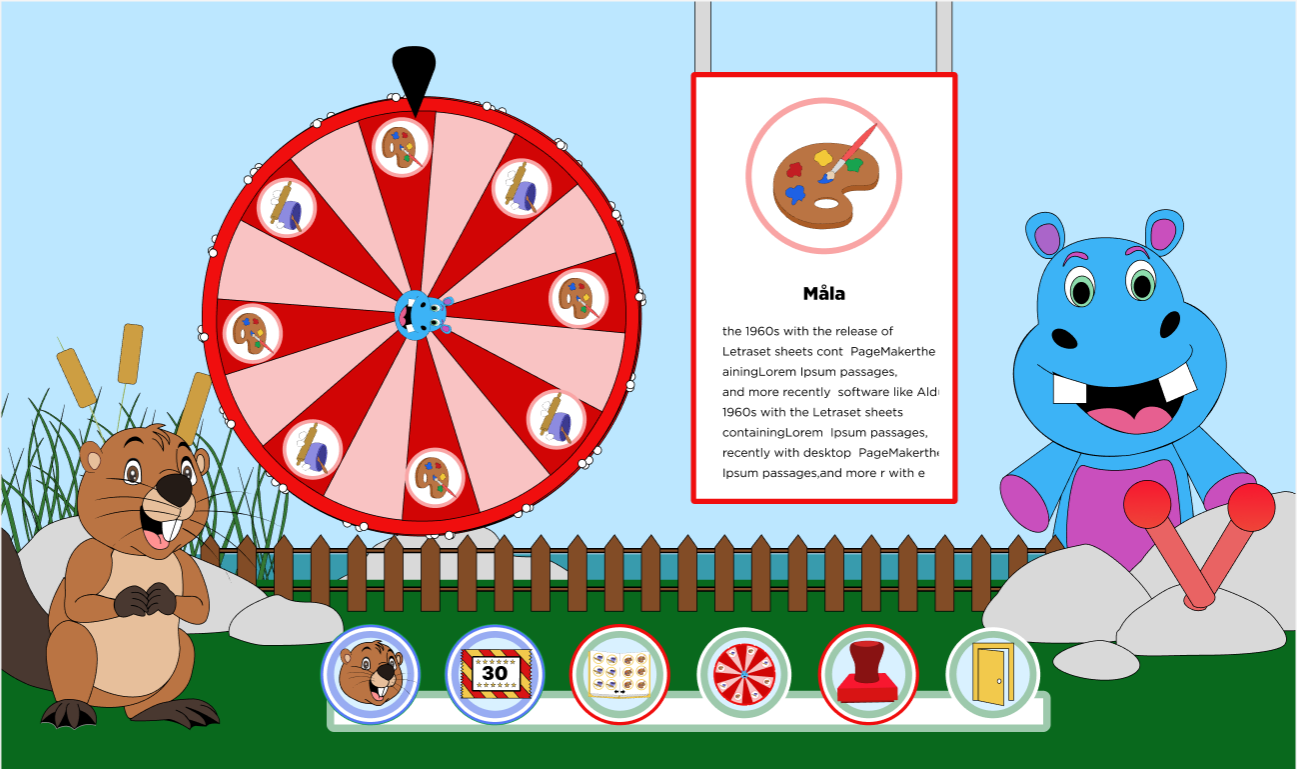 Måla
the 1960s with the release of
Letraset sheets cont  PageMakerthe
ainingLorem Ipsum passages,
and more recently  software like Ald
1960s with the Letraset sheets
containingLorem  Ipsum passages,
recently with desktop  PageMakerthe
Ipsum passages,and more r with e
30